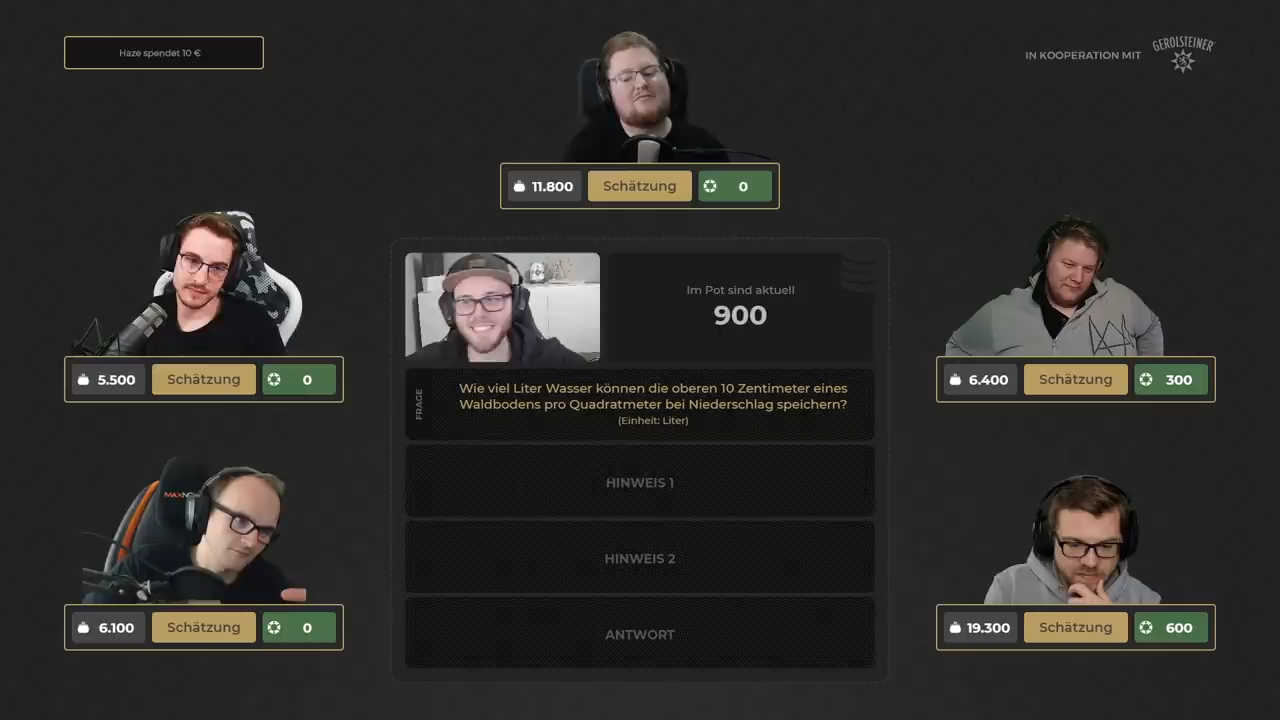 Haze spendet 10 €
IN KOOPERATION MIT
GEROLSTEINER
11.800 Schätzung 0
5.500 Schätzung 0
6.400 Schätzung 300
Im Pot sind aktuell
900
FRAGE
Wie viel Liter Wasser können die oberen 10 Zentimeter eines
Waldbodens pro Quadratmeter bei Niederschlag speichern?
(Einheit: Liter)
HINWEIS 1
HINWEIS 2
ANTWORT
6.100 Schätzung 0
19.300 Schätzung 600